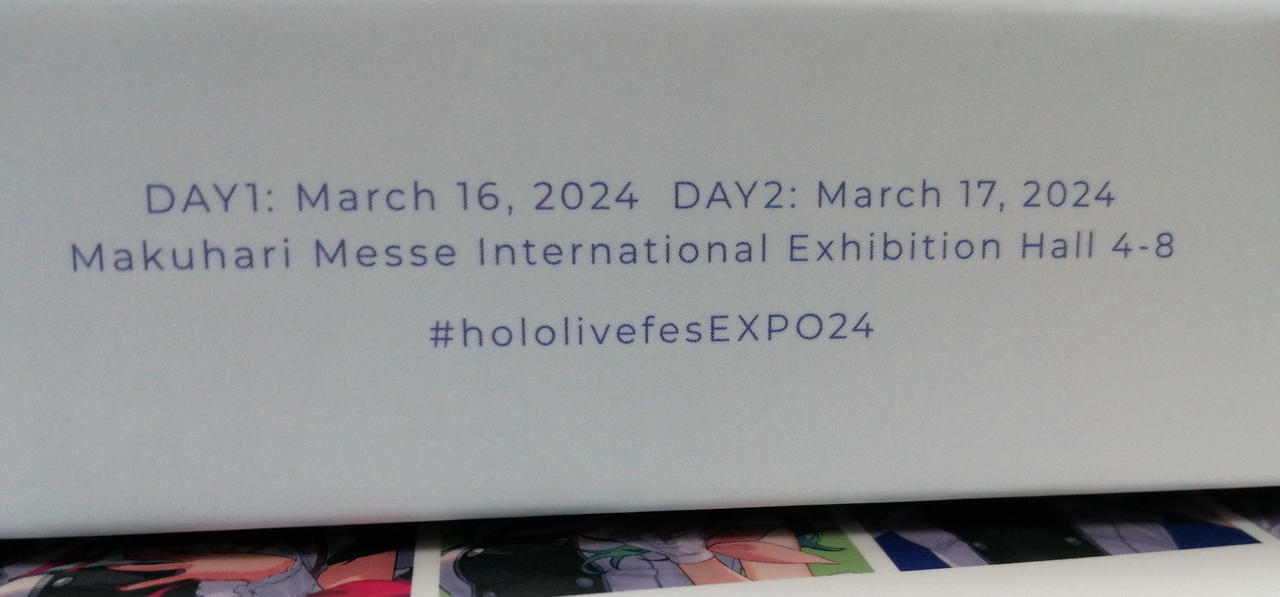 DAY1: March 16, 2024 DAY2: March 17, 2024
Makuhari Messe International Exhibition Hall 4-8
#hololivefesEXPO24